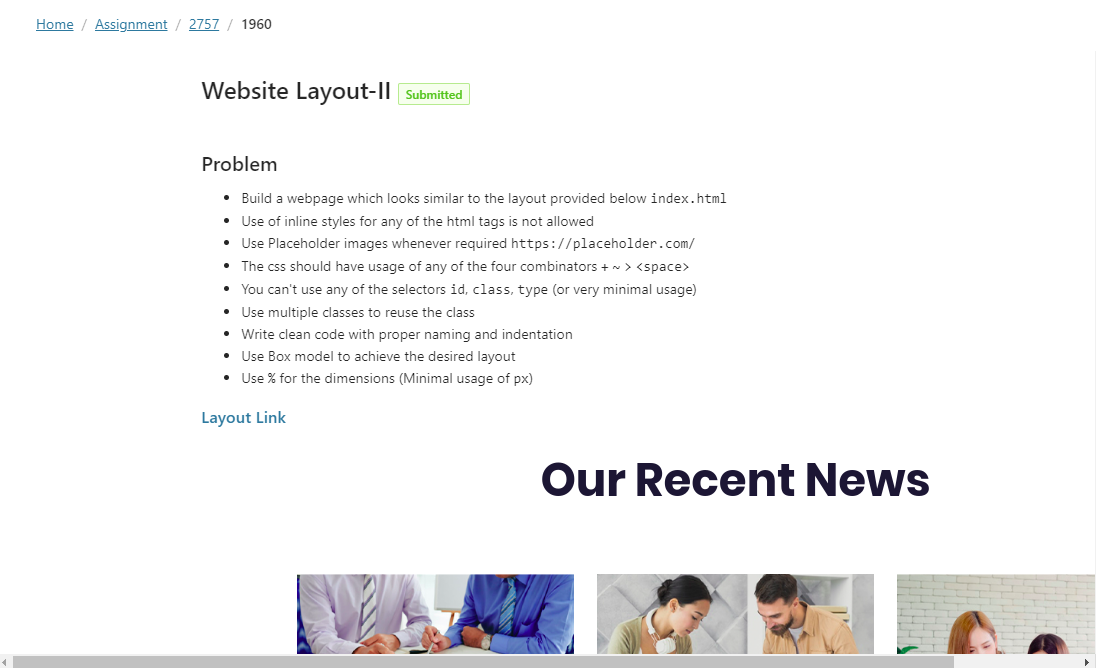 Home / Assignment / 2757 / 1960
Website Layout-II Submitted
Problem
Build a webpage which looks similar to the layout provided below index.html
Use of inline styles for any of the html tags is not allowed
Use Placeholder images whenever required https://placeholder.com/
The css should have usage of any of the four combinators + ~ > <space>
You can't use any of the selectors id, class, type (or very minimal usage)
Use multiple classes to reuse the class
Write clean code with proper naming and indentation
Use Box model to achieve the desired layout
Use % for the dimensions (Minimal usage of px)
Layout Link
Our Recent News